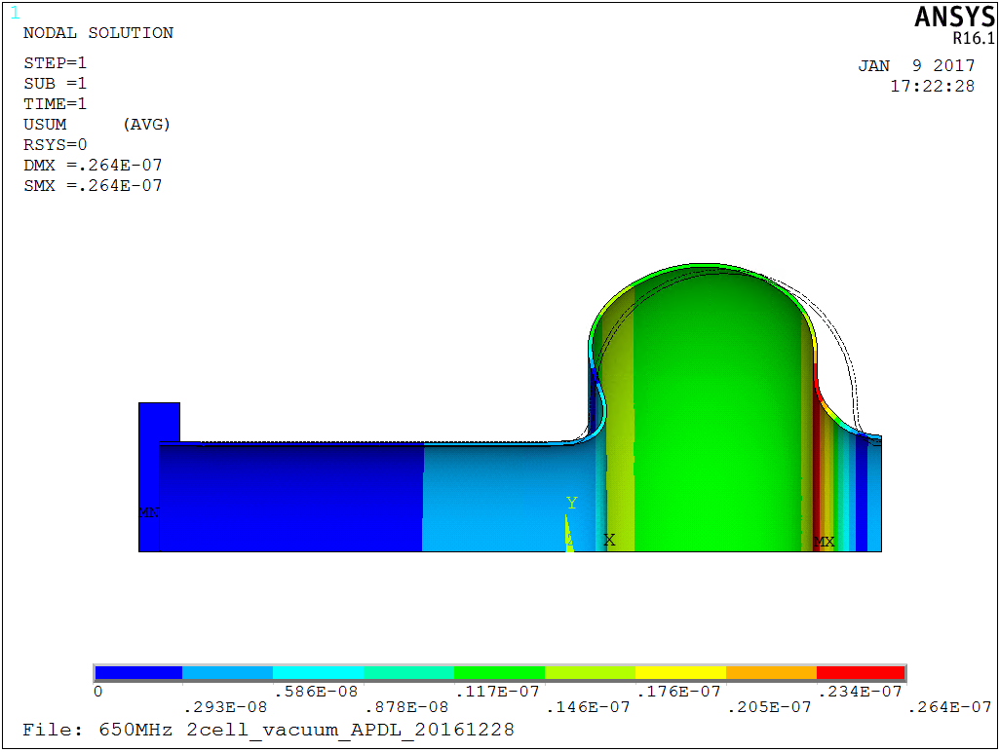 1
ANSYS
R16.1
NODAL SOLUTION
STEP=1
SUB =1
TIME=1
USUM (AVG)
RSYS=0
DMX =.264E-07
SMX =.264E-07
JAN 9 2017
17:22:28
MN
Y
X
MX
0
.293E-08
.586E-08
.878E-08
.117E-07
.146E-07
.176E-07
.205E-07
.234E-07
.264E-07
File: 650MHz 2cell_vacuum_APDL_20161228